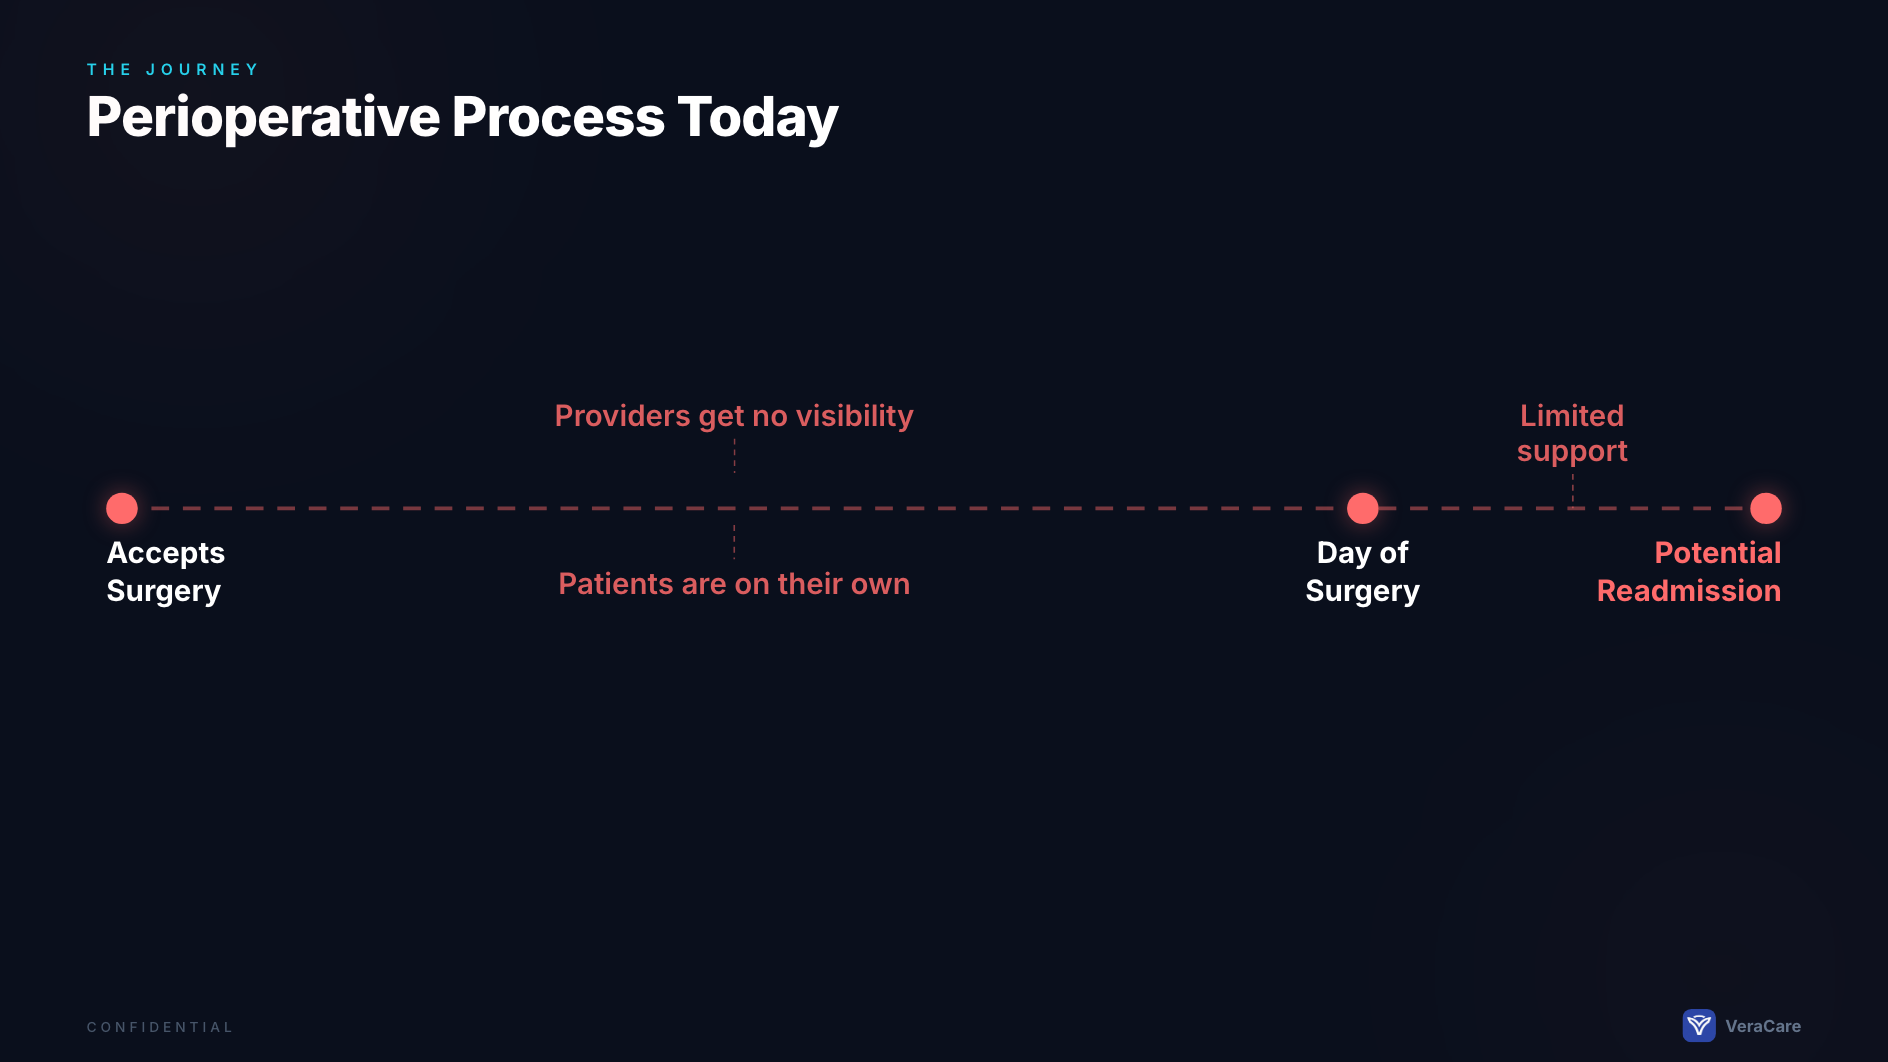 THE JOURNEY
Perioperative Process Today
Providers get no visibility
Limited
support
Accepts
Surgery
Patients are on their own
Day of
Surgery
Potential
Readmission
CONFIDENTIAL
VeraCare